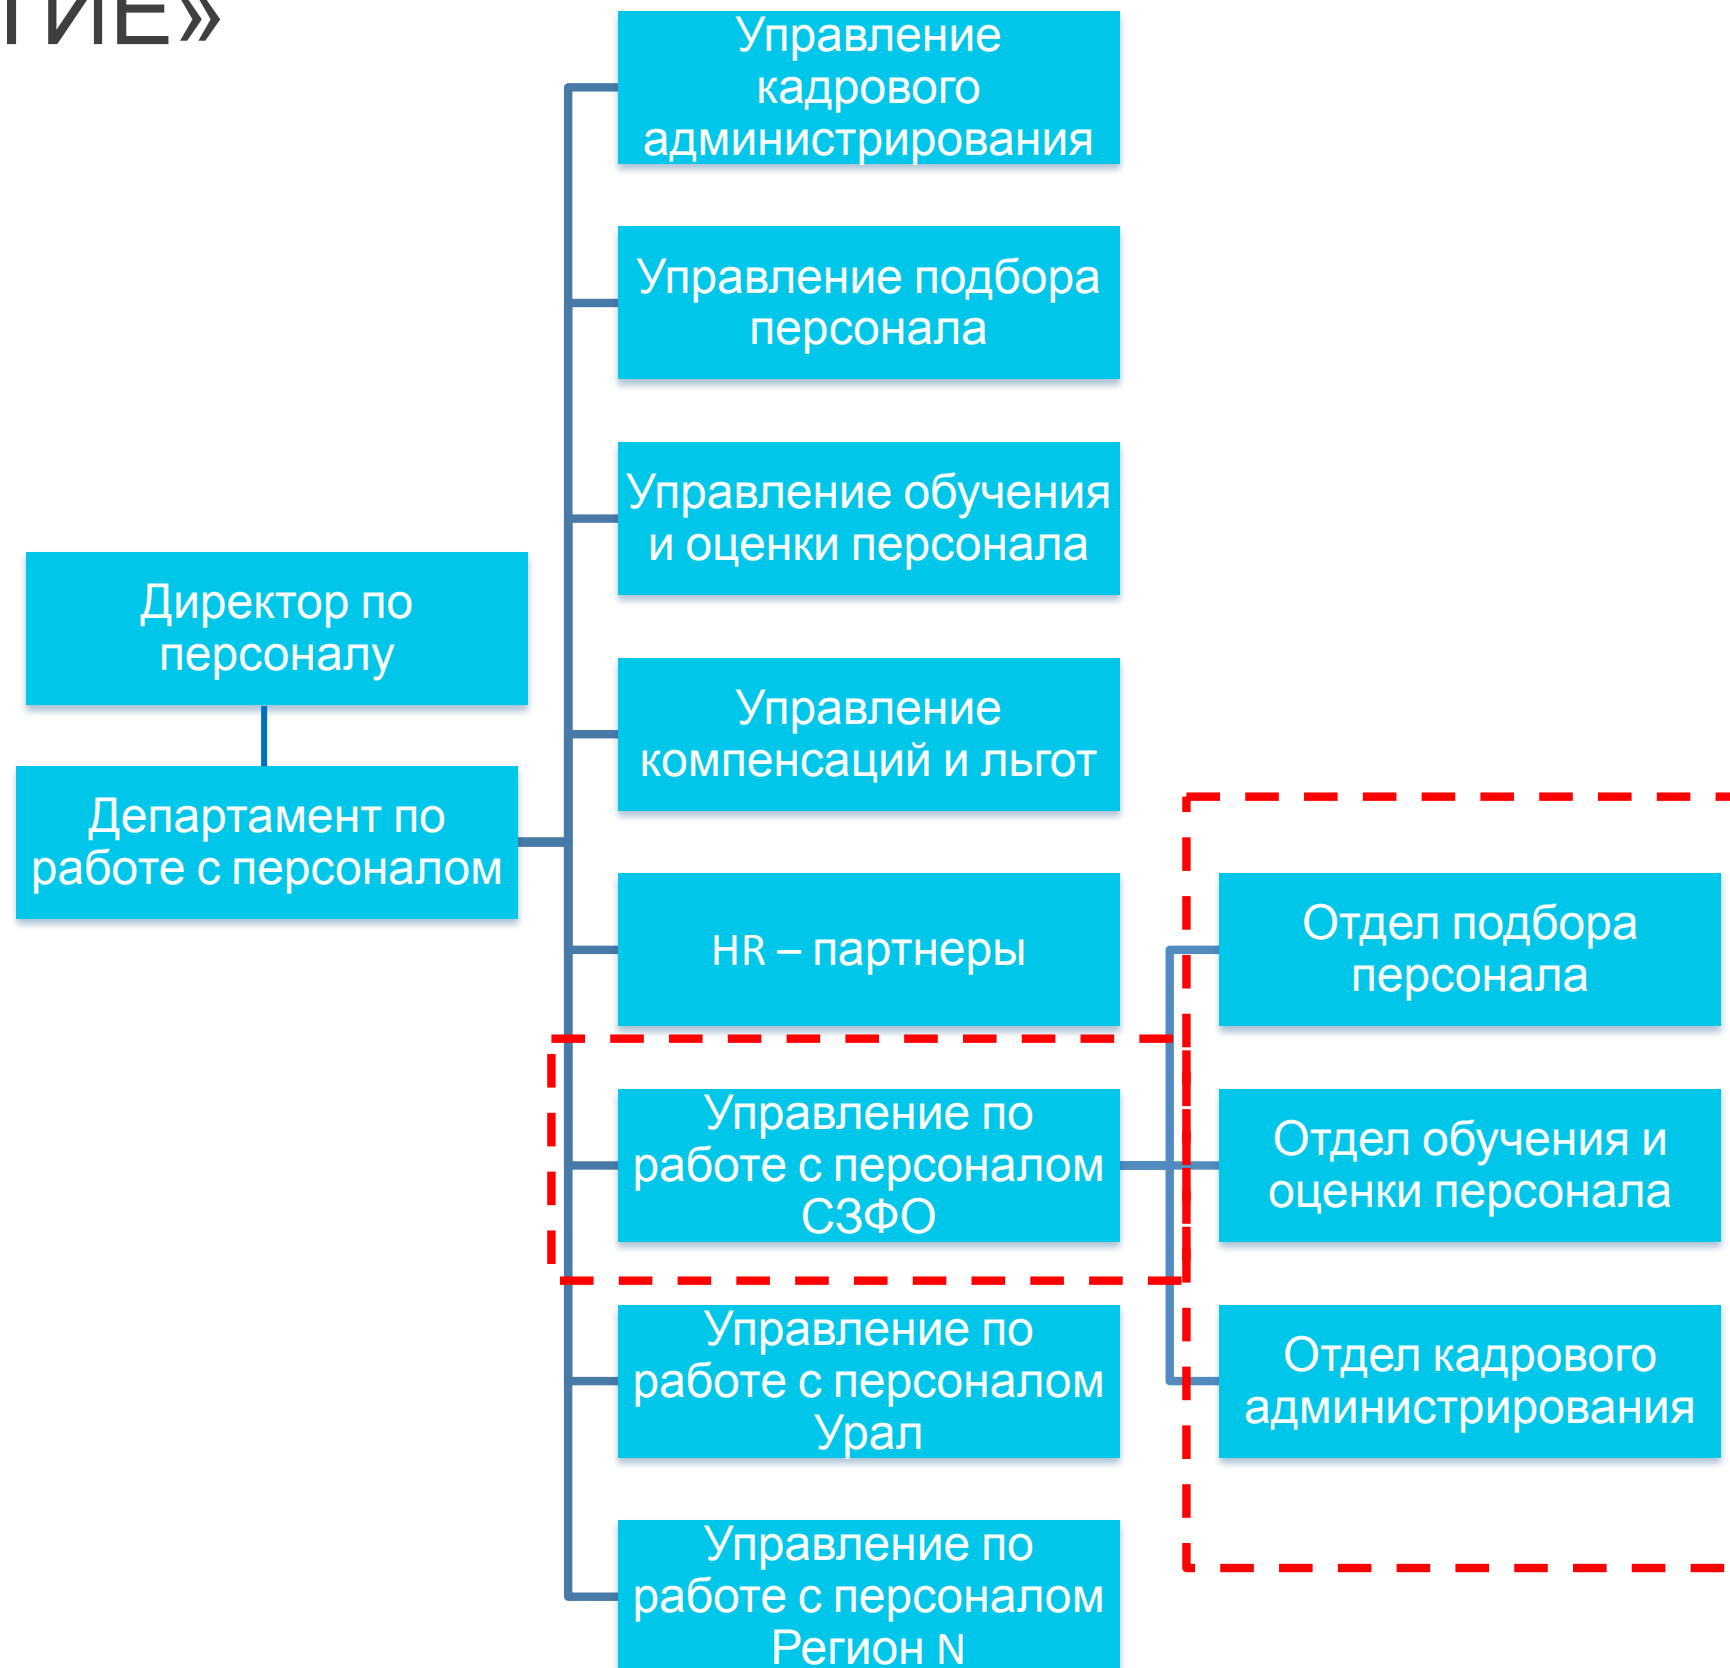 ТИЕ»
Управление
кадрового
администрирования
Управление подбора
персонала
Управление обучения
и оценки персонала
Директор по
персоналу
Управление
компенсаций и льгот
Департамент по
работе с персоналом
HR – партнеры
Отдел подбора
персонала
Управление по
работе с персоналом
СЗФО
Отдел обучения и
оценки персонала
Управление по
работе с персоналом
Урал
Отдел кадрового
администрирования
Управление по
работе с персоналом
Регион N